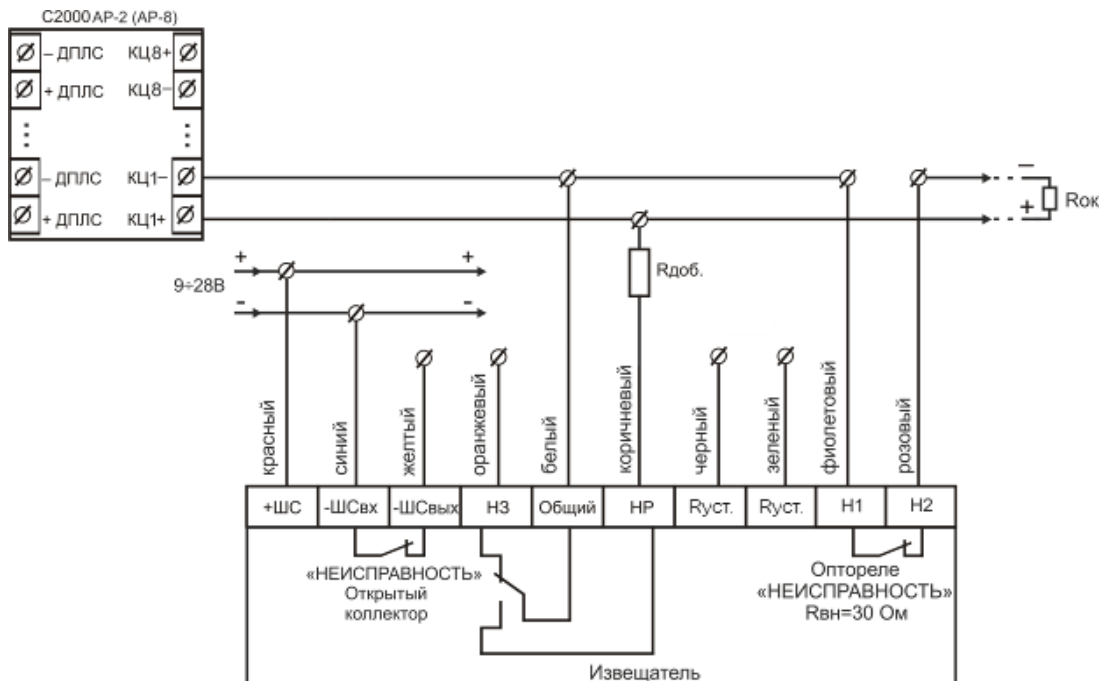 С2000 АР-2 (АР-8)
– ДПЛС КЦ8+
+ ДПЛС КЦ8–
– ДПЛС КЦ1–
+ ДПЛС КЦ1+
–
+
Rок
9÷28В
+ +
- -
Rдоб.
красный
синий
желтый
оранжевый
белый
коричневый
черный
зеленый
фиолетовый
розовый
+ШС -ШСвх -ШСвых НЗ Общий НР Rуст. Rуст. Н1 Н2
«НЕИСПРАВНОСТЬ»
Открытый
коллектор
Оптореле
«НЕИСПРАВНОСТЬ»
Rвн=30 Ом
Извещатель